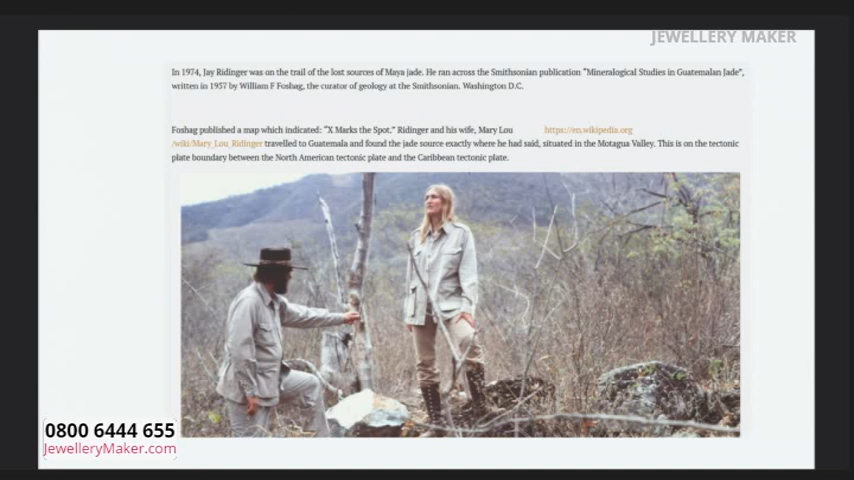 JEWELLERY MAKER
In 1974, Jay Ridinger was on the trail of the lost sources of Maya jade. He ran across the Smithsonian publication "Mineralogical Studies in Guatemalan Jade",
written in 1957 by William F Foshag, the curator of geology at the Smithsonian. Washington D.C.
Foshag published a map which indicated: "X Marks the Spot." Ridinger and his wife, Mary Lou https://en.wikipedia.org
/wiki/Mary_Lou_Ridinger travelled to Guatemala and found the jade source exactly where he had said, situated in the Motagua Valley. This is on the tectonic
plate boundary between the North American tectonic plate and the Caribbean tectonic plate.
0800 6444 655
JewelleryMaker.com